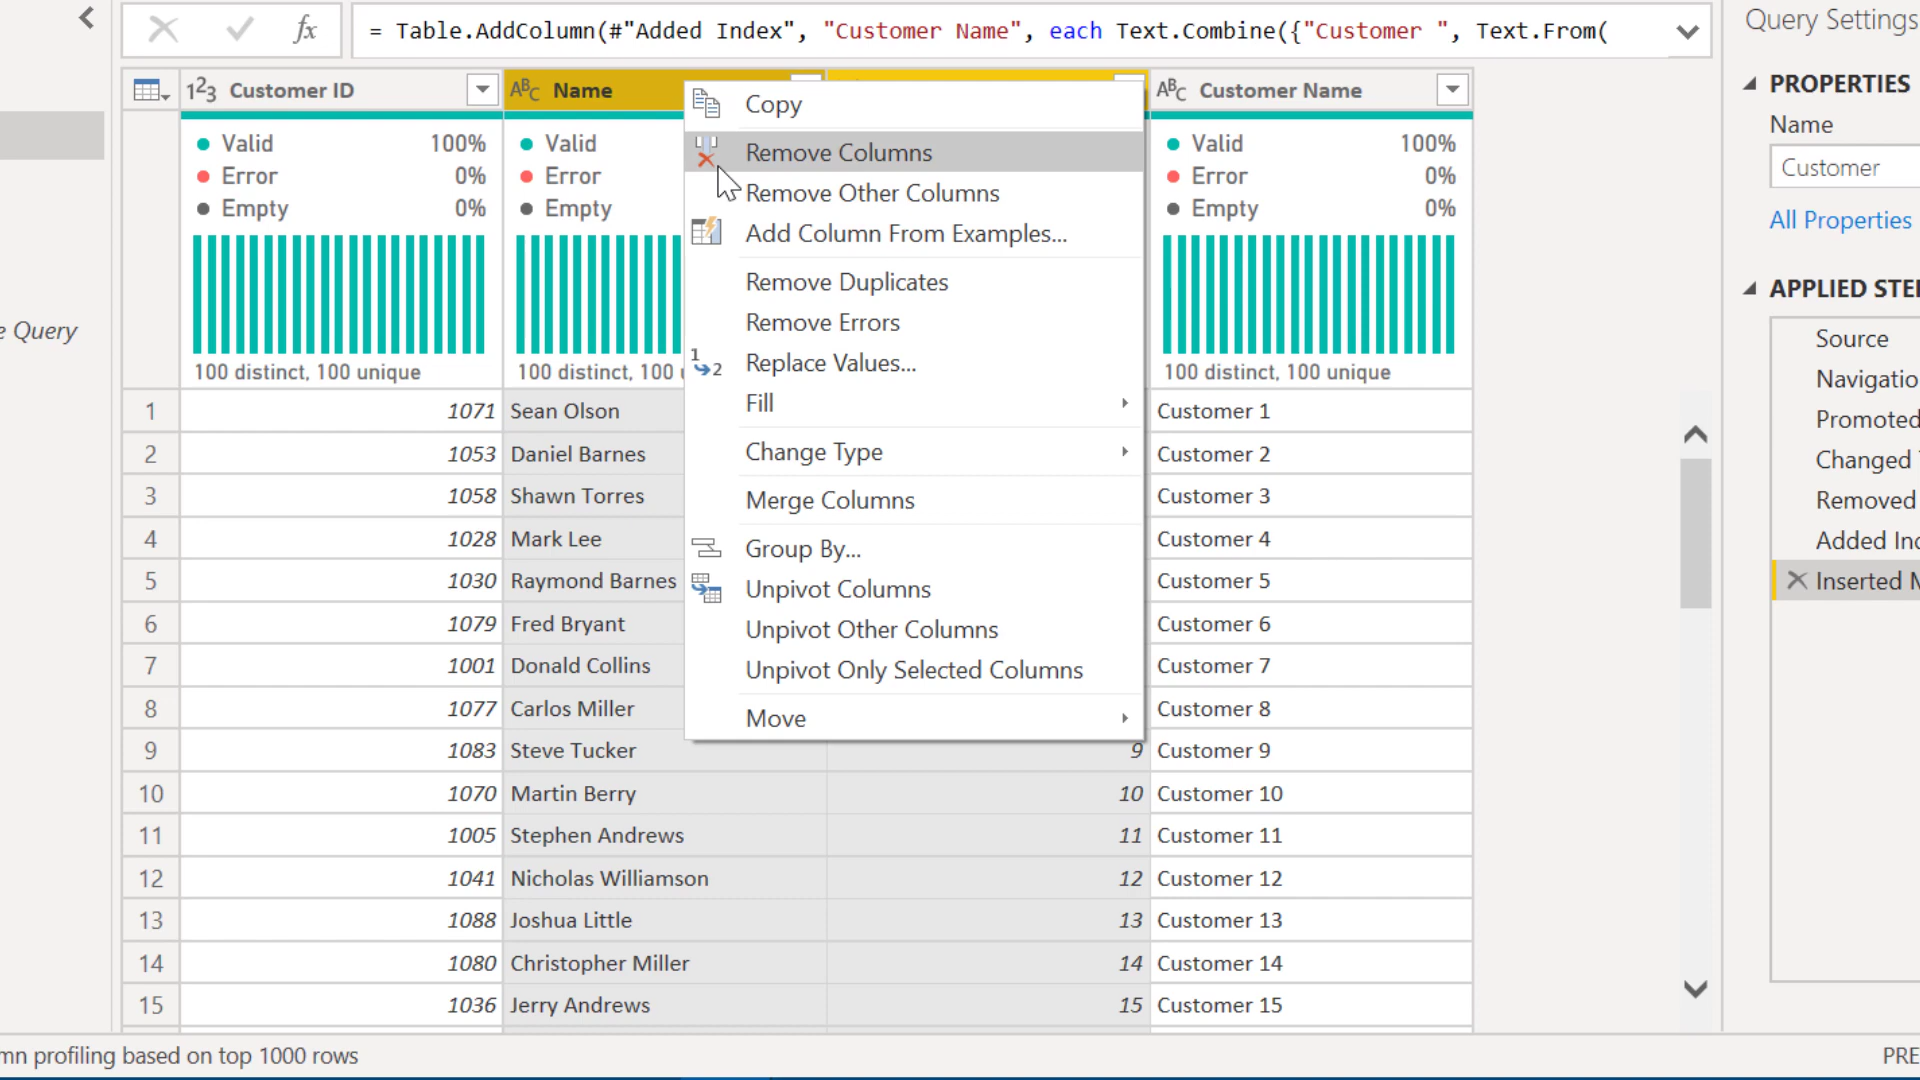 fx = Table.AddColumn(#"Added Index", "Customer Name", each Text.Combine({"Customer ", Text.From(
Query Settings
123 Customer ID
ABC Name
ABC Customer Name
Valid 100%
Error 0%
Empty 0%
100 distinct, 100 unique
Valid
Error
Empty
100 distinct, 100
Valid 100%
Error 0%
Empty 0%
100 distinct, 100 unique
Copy
Remove Columns
Remove Other Columns
Add Column From Examples...
Remove Duplicates
Remove Errors
1 2 Replace Values...
Fill
Change Type
Merge Columns
Group By...
Unpivot Columns
Unpivot Other Columns
Unpivot Only Selected Columns
Move
e Query
1 1071 Sean Olson Customer 1
2 1053 Daniel Barnes Customer 2
3 1058 Shawn Torres Customer 3
4 1028 Mark Lee Customer 4
5 1030 Raymond Barnes Customer 5
6 1079 Fred Bryant Customer 6
7 1001 Donald Collins Customer 7
8 1077 Carlos Miller Customer 8
9 1083 Steve Tucker 9 Customer 9
10 1070 Martin Berry 10 Customer 10
11 1005 Stephen Andrews 11 Customer 11
12 1041 Nicholas Williamson 12 Customer 12
13 1088 Joshua Little 13 Customer 13
14 1080 Christopher Miller 14 Customer 14
15 1036 Jerry Andrews 15 Customer 15
PROPERTIES
Name
Customer
All Properties
APPLIED STE
Source
Navigatio
Promoted
Changed
Removed
Added Ind
Inserted M
mn profiling based on top 1000 rows
PRE